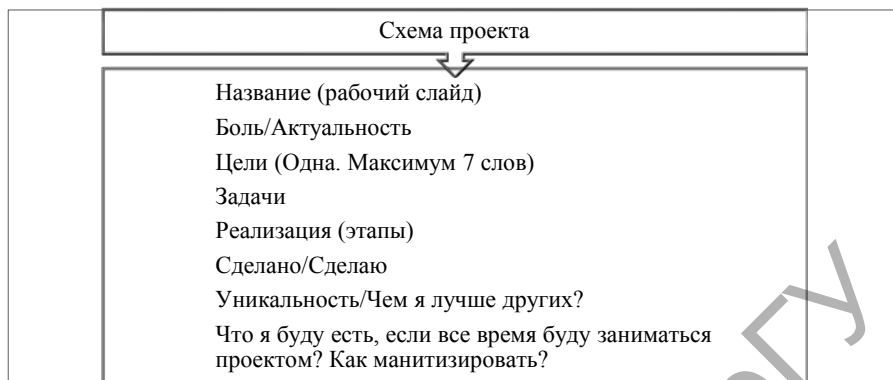 Схема проекта
Название (рабочий слайд)
Боль/Актуальность
Цели (Одна. Максимум 7 слов)
Задачи
Реализация (этапы)
Сделано/Сделаю
Уникальность/Чем я лучше других?
Что я буду есть, если все время буду заниматься
проектом? Как манитизировать?